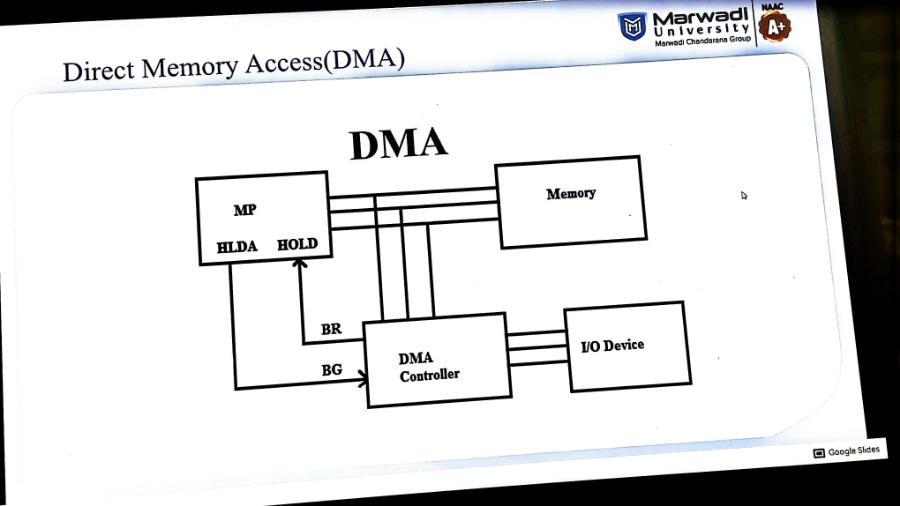 Marwadi
University
Marwadi Chandarana Group
NAAC
A+
Direct Memory Access(DMA)
DMA
MP
HLDA HOLD
Memory
BR
BG
DMA
Controller
I/O Device
Google Slides